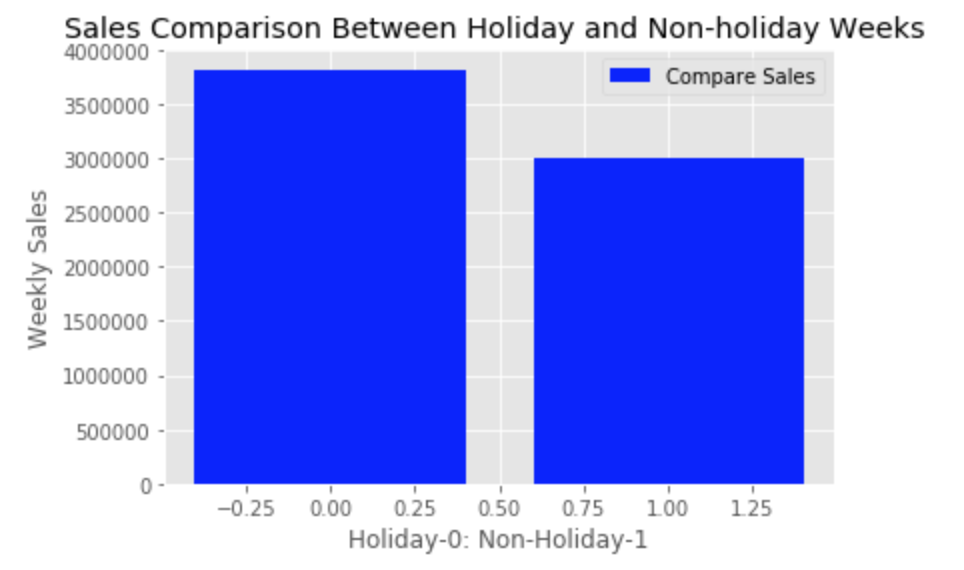 Sales Comparison Between Holiday and Non-holiday Weeks
Compare Sales
4000000
3500000
3000000
2500000
2000000
1500000
1000000
500000
0
Weekly Sales
−0.25 0.00 0.25 0.50 0.75 1.00 1.25
Holiday-0: Non-Holiday-1